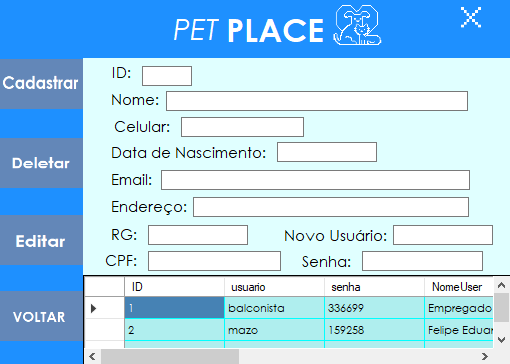 PET PLACE
Cadastrar
Deletar
Editar
VOLTAR
ID:
Nome:
Celular:
Data de Nascimento:
Email:
Endereço:
RG: Novo Usuário:
CPF: Senha:
ID usuario senha NomeUser
1 balconista 336699 Empregado
2 mazo 159258 Felipe Eduar